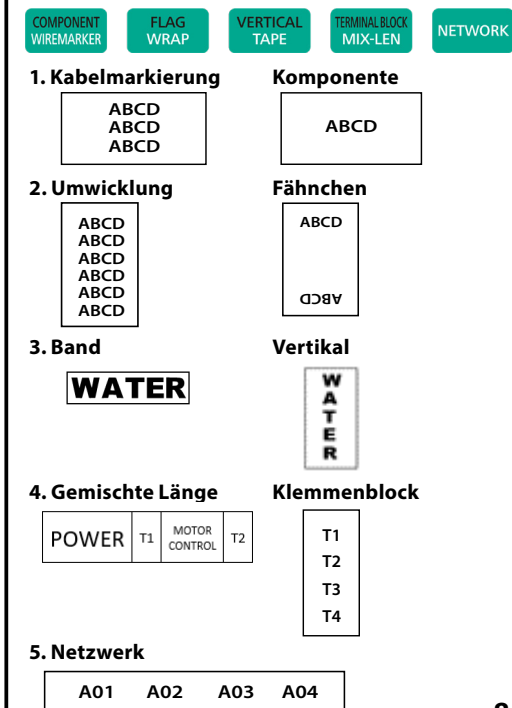 COMPONENT FLAG VERTICAL TERMINAL BLOCK NETWORK
WIREMARKER WRAP TAPE MIX-LEN
1. Kabelmarkierung Komponente
ABCD
ABCD
ABCD
ABCD
2. Umwicklung Fähnchen
ABCD
ABCD
ABCD
ABCD
ABCD
ABCD
ABCD
ABCD
3. Band Vertikal
WATER
W
A
T
E
R
4. Gemischte Länge Klemmenblock
POWER T1 MOTOR CONTROL T2
T1
T2
T3
T4
5. Netzwerk
A01 A02 A03 A04